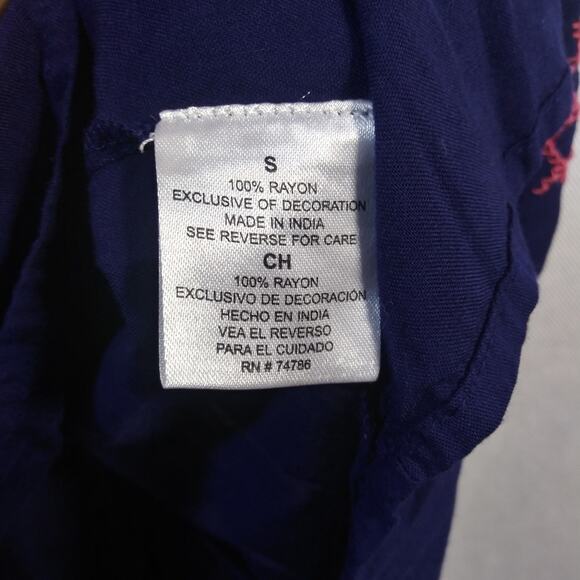 S
100% RAYON
EXCLUSIVE OF DECORATION
MADE IN INDIA
SEE REVERSE FOR CARE
CH
100% RAYON
EXCLUSIVO DE DECORACIÓN
HECHO EN INDIA
VEA EL REVERSO
PARA EL CUIDADO
RN # 74786